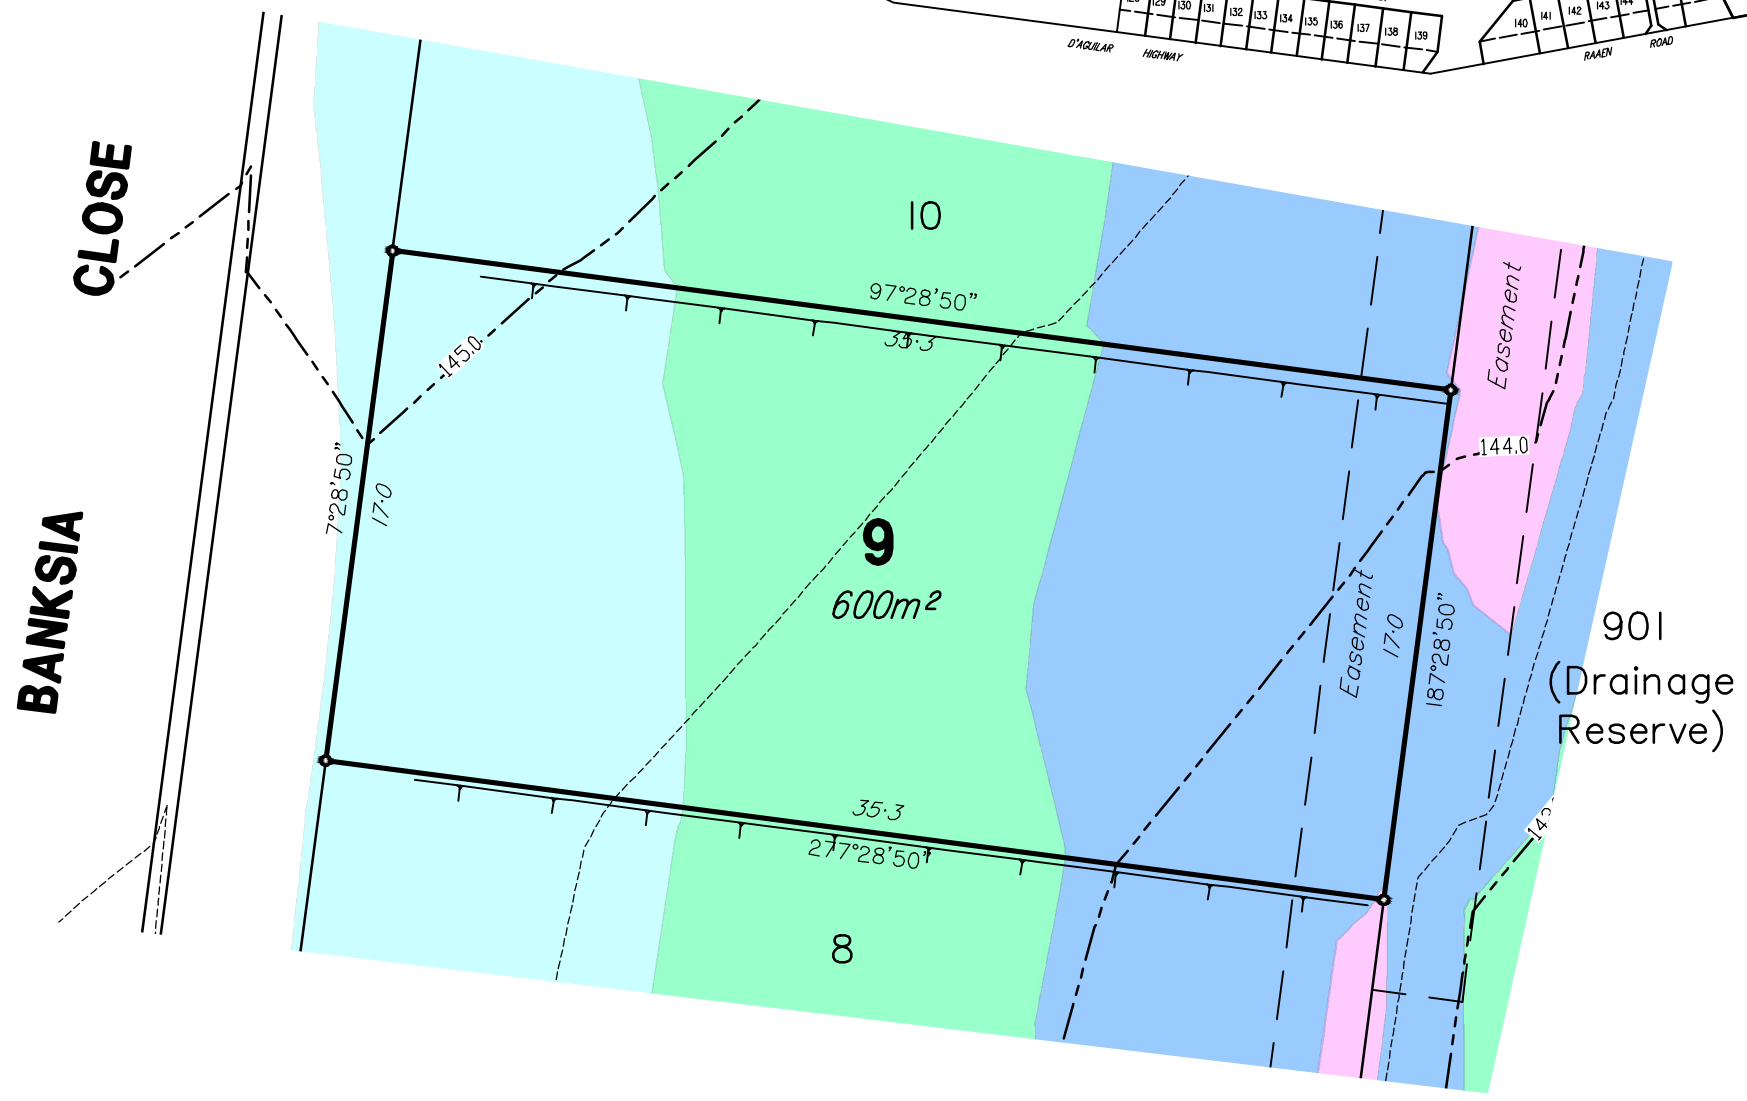 129 130 131 132 133 134 135 136 137 138 139
140 141 142 143 144
D'AGUILAR HIGHWAY
RAAEN ROAD
BANKSIA CLOSE
10
97°28'50"
35·3
Easement
145.0
144.0
7°28'50"
17·0
9
600m²
Easement
17·0
187°28'50"
901
(Drainage
Reserve)
35·3
277°28'50"
8